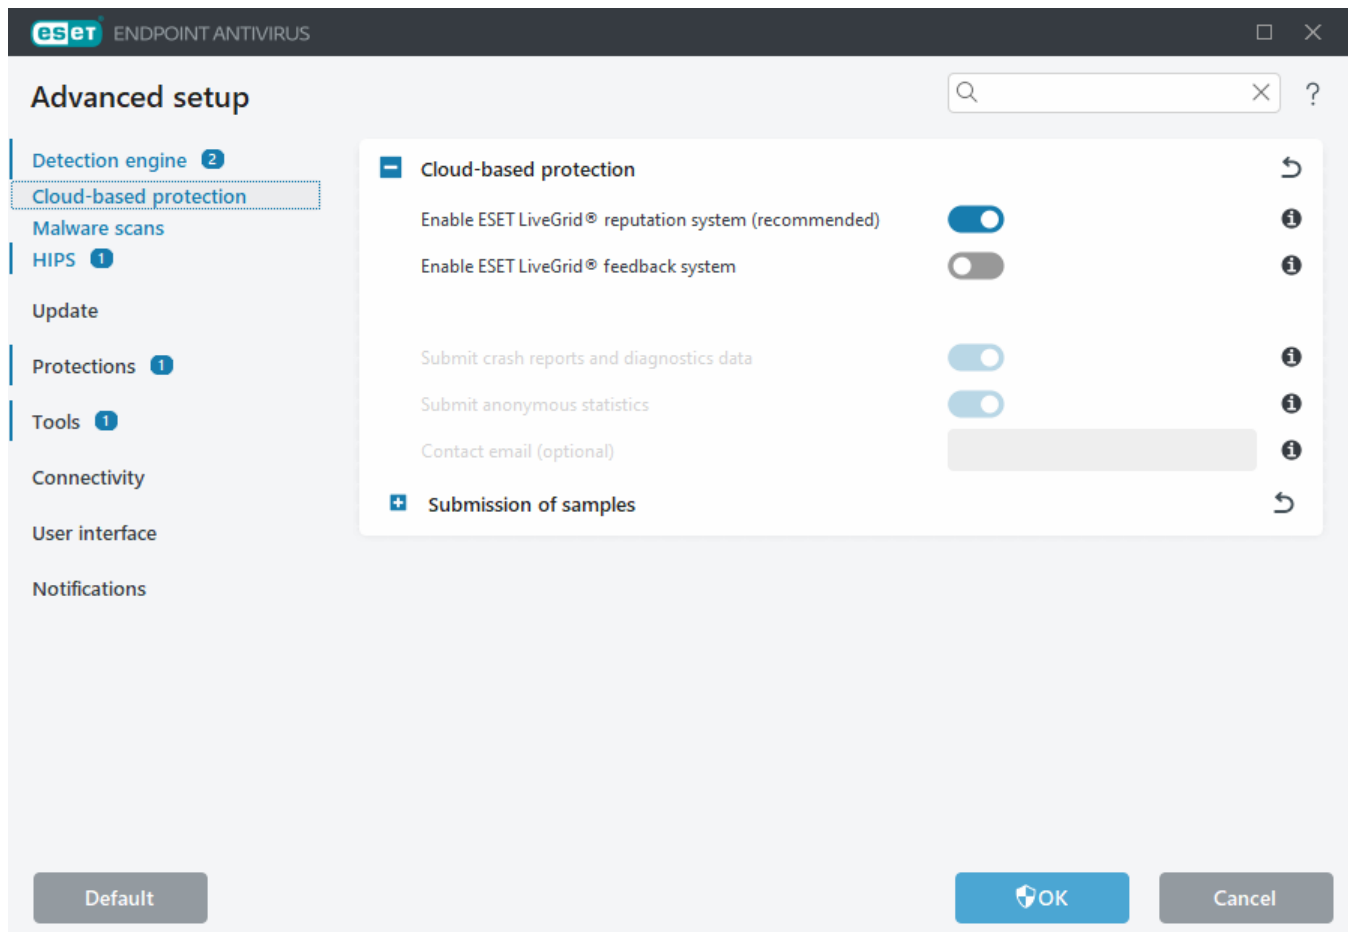 eset ENDPOINT ANTIVIRUS
Advanced setup
?
Detection engine 2
Cloud-based protection
Malware scans
HIPS 1
Update
Protections 1
Tools 1
Connectivity
User interface
Notifications
Cloud-based protection
Enable ESET LiveGrid® reputation system (recommended)
Enable ESET LiveGrid® feedback system
Submit crash reports and diagnostics data
Submit anonymous statistics
Contact email (optional)
Submission of samples
Default
OK
Cancel